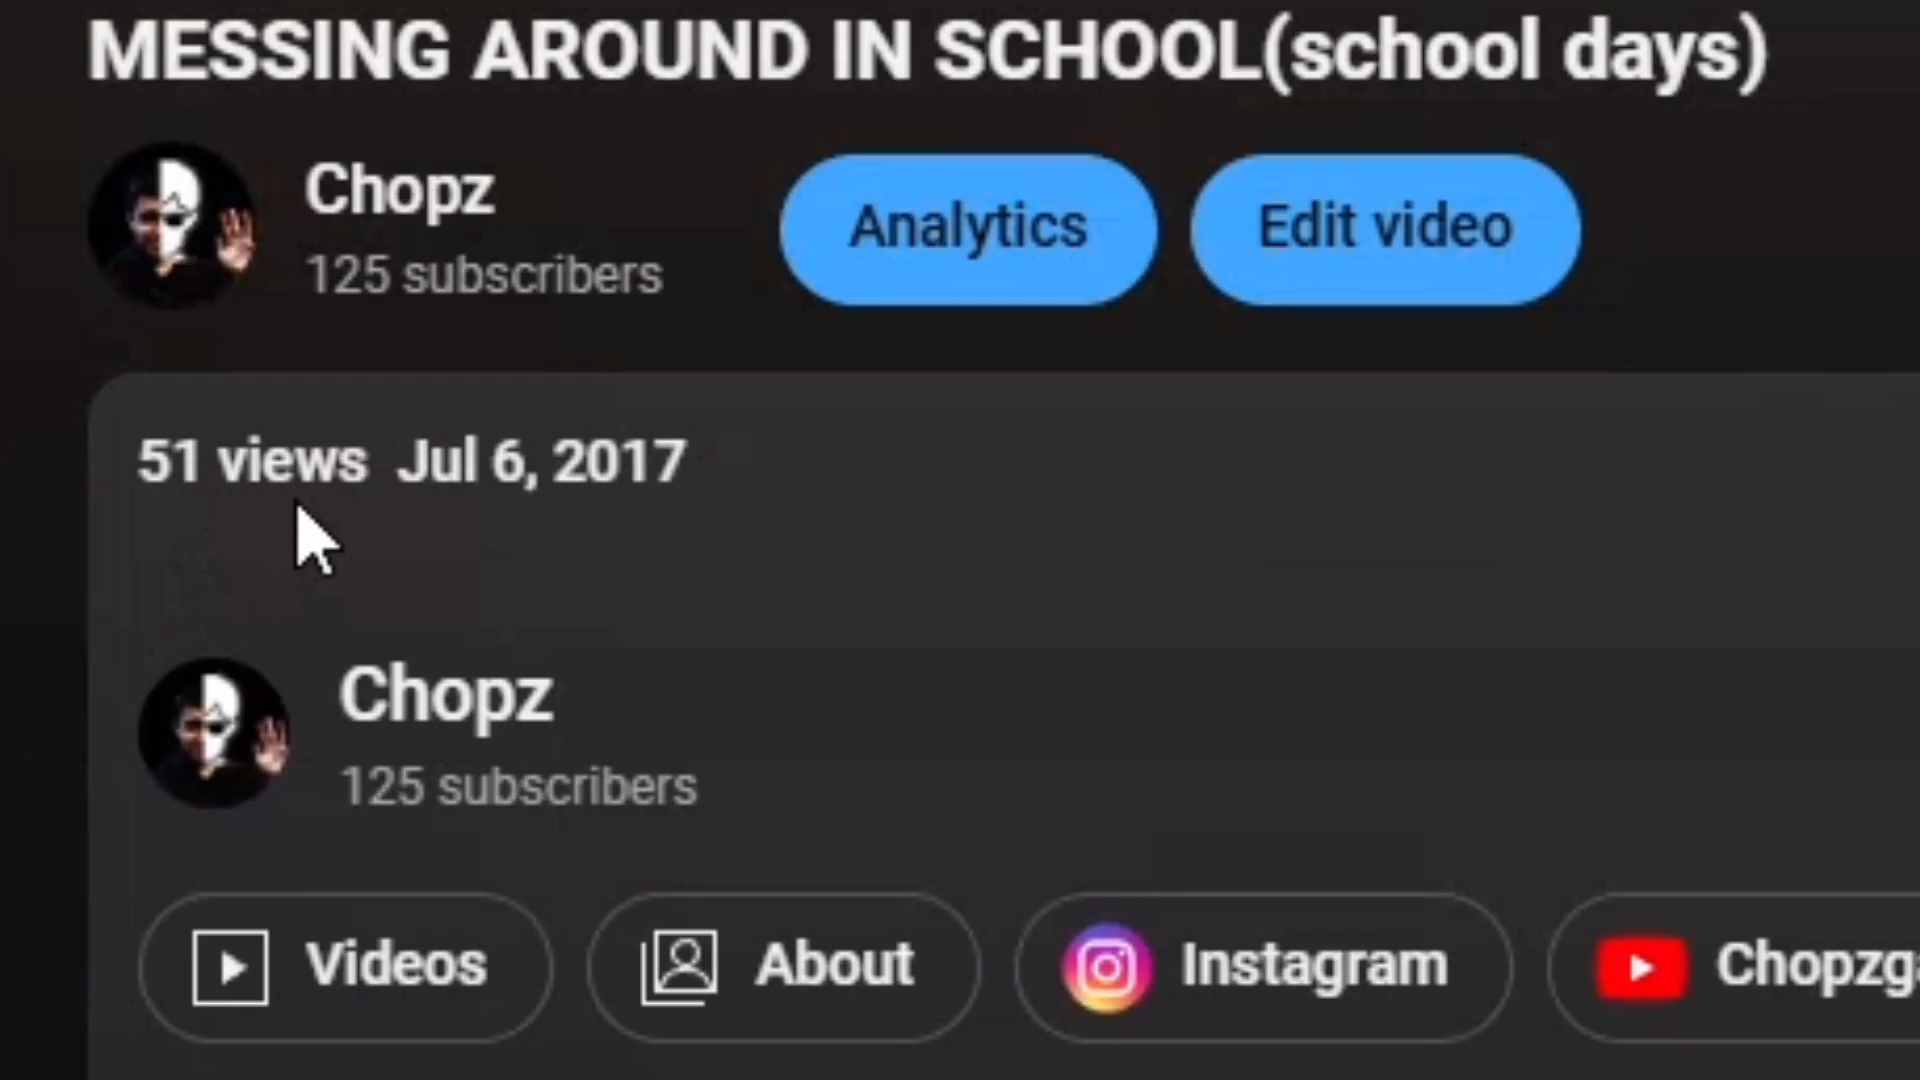 MESSING AROUND IN SCHOOL(school days)
Chopz
125 subscribers
Analytics
Edit video
51 views Jul 6, 2017
Chopz
125 subscribers
Videos
About
Instagram